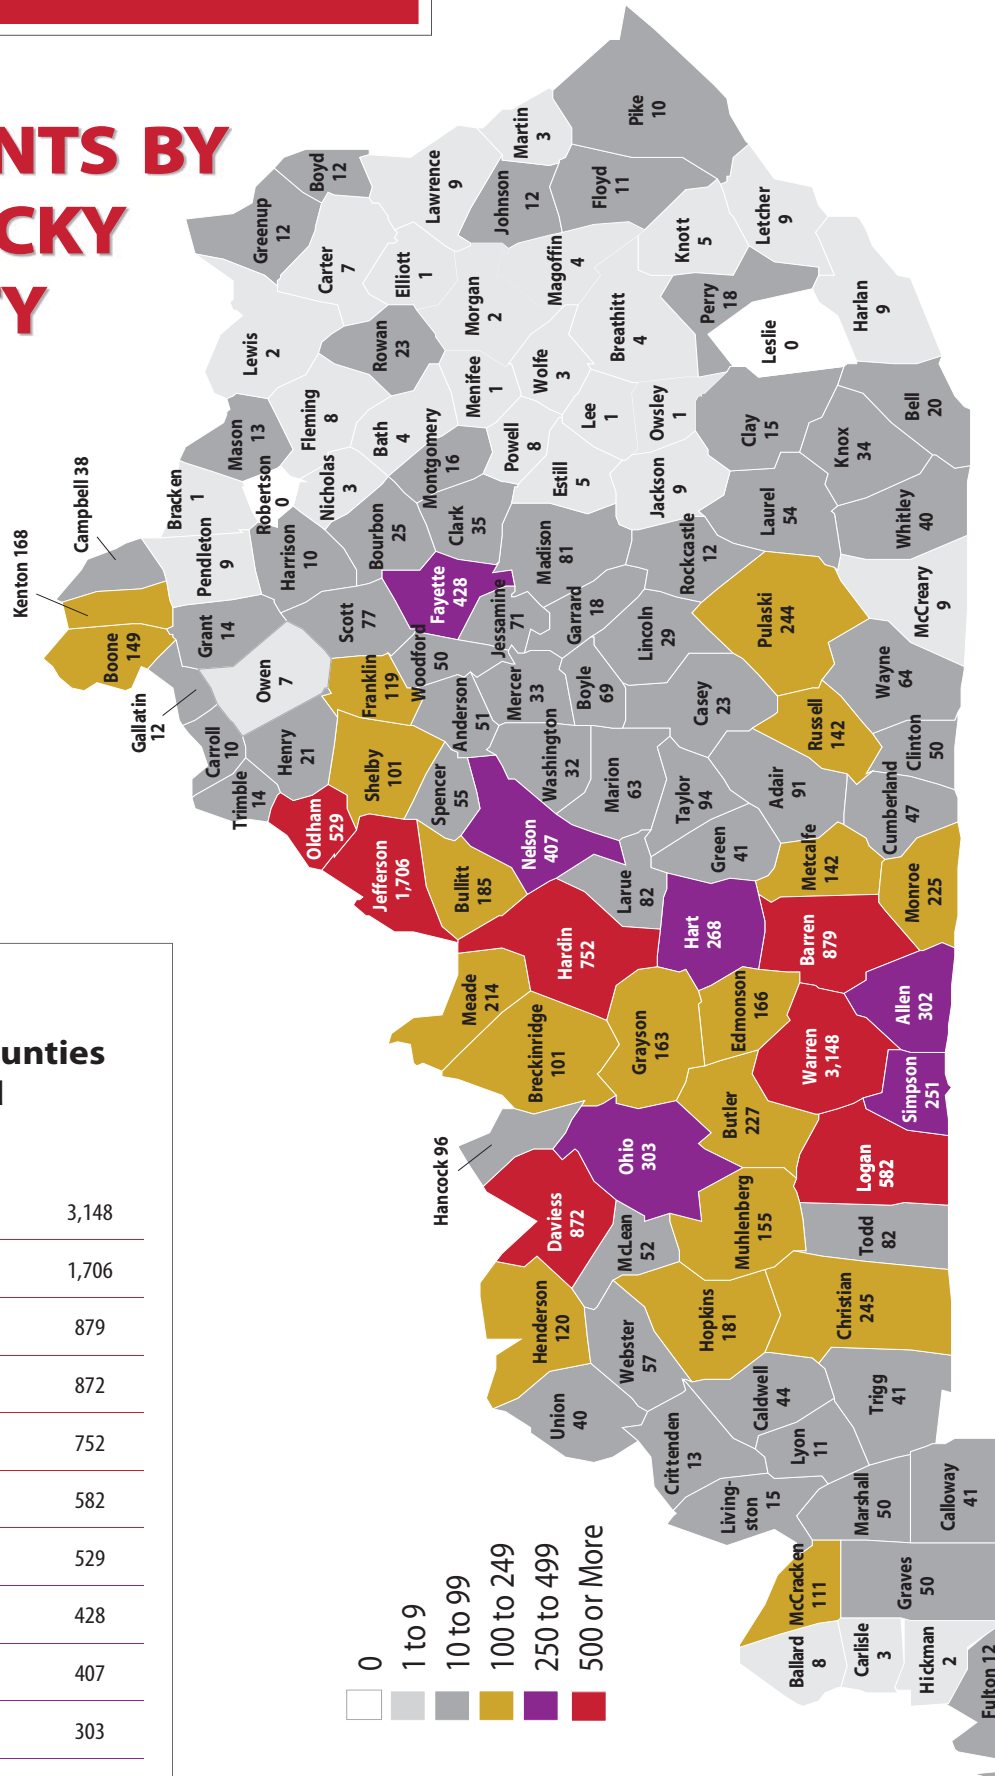 NTS BY
CKY
TY
unties
3,148
1,706
879
872
752
582
529
428
407
303
0
1 to 9
10 to 99
100 to 249
250 to 499
500 or More
Kenton 168
Campbell 38
Boone
149
Gallatin
12
Bracken
1
Pendleton
9
Grant
14
Owen
7
Carroll
10
Trimble
14
Henry
21
Oldham
529
Jefferson
1,706
Shelby
101
Franklin
119
Scott
77
Harrison
10
Robertson
0
Mason
13
Lewis
2
Greenup
12
Boyd
12
Carter
7
Elliott
1
Lawrence
9
Rowan
23
Fleming
8
Nicholas
3
Bath
4
Bourbon
25
Montgomery
16
Menifee
1
Morgan
2
Johnson
12
Martin
3
Pike
10
Floyd
11
Magoffin
4
Wolfe
3
Powell
8
Clark
35
Fayette
428
Woodford
50
Jessamine
71
Anderson
51
Spencer
55
Bullitt
185
Meade
214
Hancock 96
Breckinridge
101
Hardin
752
Nelson
407
Washington
32
Mercer
33
Boyle
69
Garrard
18
Madison
81
Estill
5
Lee
1
Breathitt
4
Knott
5
Letcher
9
Perry
18
Owsley
1
Jackson
9
Rockcastle
12
Lincoln
29
Casey
23
Marion
63
Larue
82
Taylor
94
Green
41
Hart
268
Grayson
163
Ohio
303
Daviess
872
McLean
52
Henderson
120
Union
40
Webster
57
Hopkins
181
Muhlenberg
155
Butler
227
Edmonson
166
Warren
3,148
Barren
879
Metcalfe
142
Adair
91
Russell
142
Pulaski
244
Laurel
54
Clay
15
Leslie
0
Harlan
9
Bell
20
Knox
34
Whitley
40
McCreary
9
Wayne
64
Clinton
50
Cumberland
47
Monroe
225
Allen
302
Simpson
251
Logan
582
Todd
82
Christian
245
Trigg
41
Caldwell
44
Lyon
11
Crittenden
13
Living-
ston
15
Marshall
50
Calloway
41
McCracken
111
Graves
50
Ballard
8
Carlisle
3
Hickman
2
Fulton 12